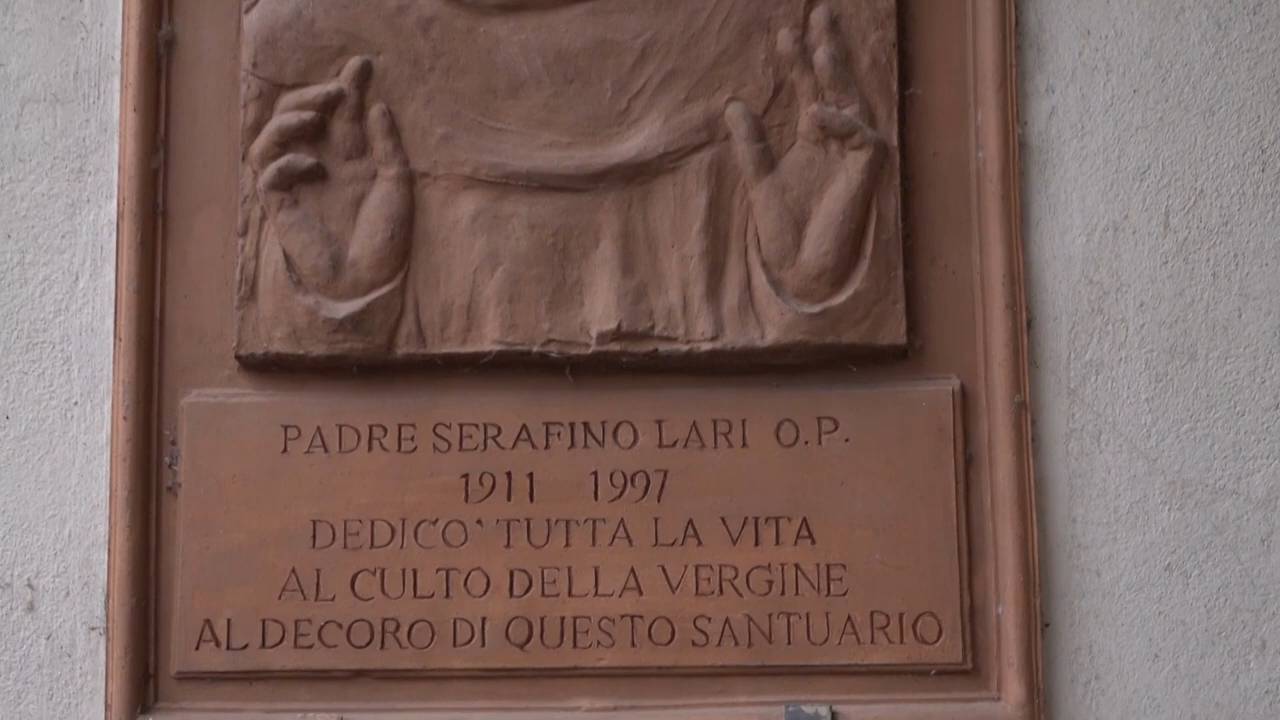 PADRE SERAFINO LARI O.P.
1911 1997
DEDICO' TUTTA LA VITA
AL CULTO DELLA VERGINE
AL DECORO DI QUESTO SANTUARIO